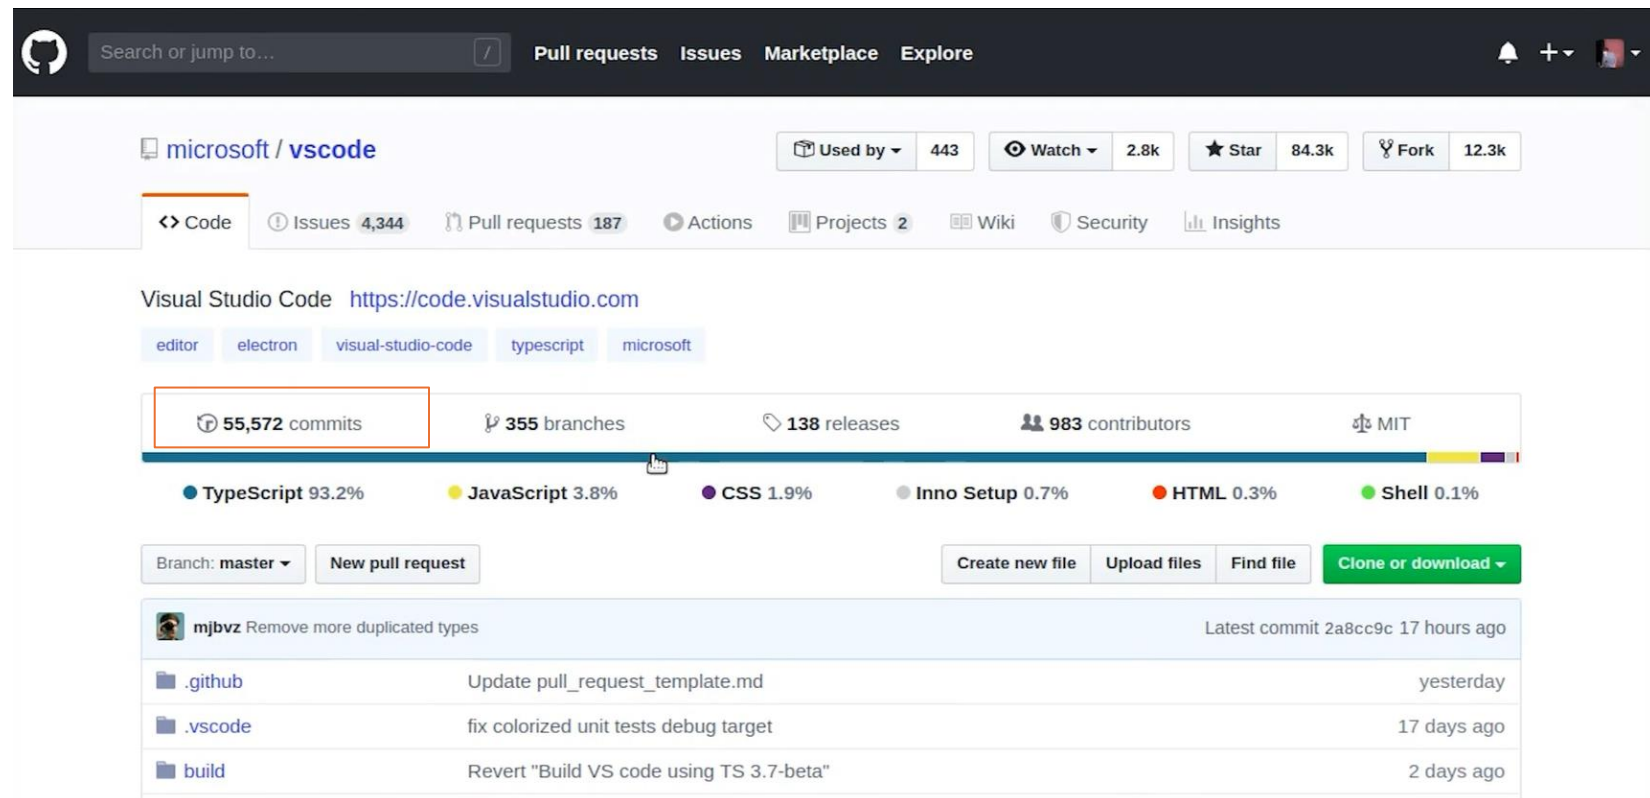 Search or jump to... / Pull requests Issues Marketplace Explore
microsoft / vscode Used by 443 Watch 2.8k Star 84.3k Fork 12.3k
Code Issues 4,344 Pull requests 187 Actions Projects 2 Wiki Security Insights
Visual Studio Code https://code.visualstudio.com
editor electron visual-studio-code typescript microsoft
55,572 commits 355 branches 138 releases 983 contributors MIT
TypeScript 93.2% JavaScript 3.8% CSS 1.9% Inno Setup 0.7% HTML 0.3% Shell 0.1%
Branch: master New pull request Create new file Upload files Find file Clone or download
mjbvz Remove more duplicated types Latest commit 2a8cc9c 17 hours ago
.github Update pull_request_template.md yesterday
.vscode fix colorized unit tests debug target 17 days ago
build Revert "Build VS code using TS 3.7-beta" 2 days ago